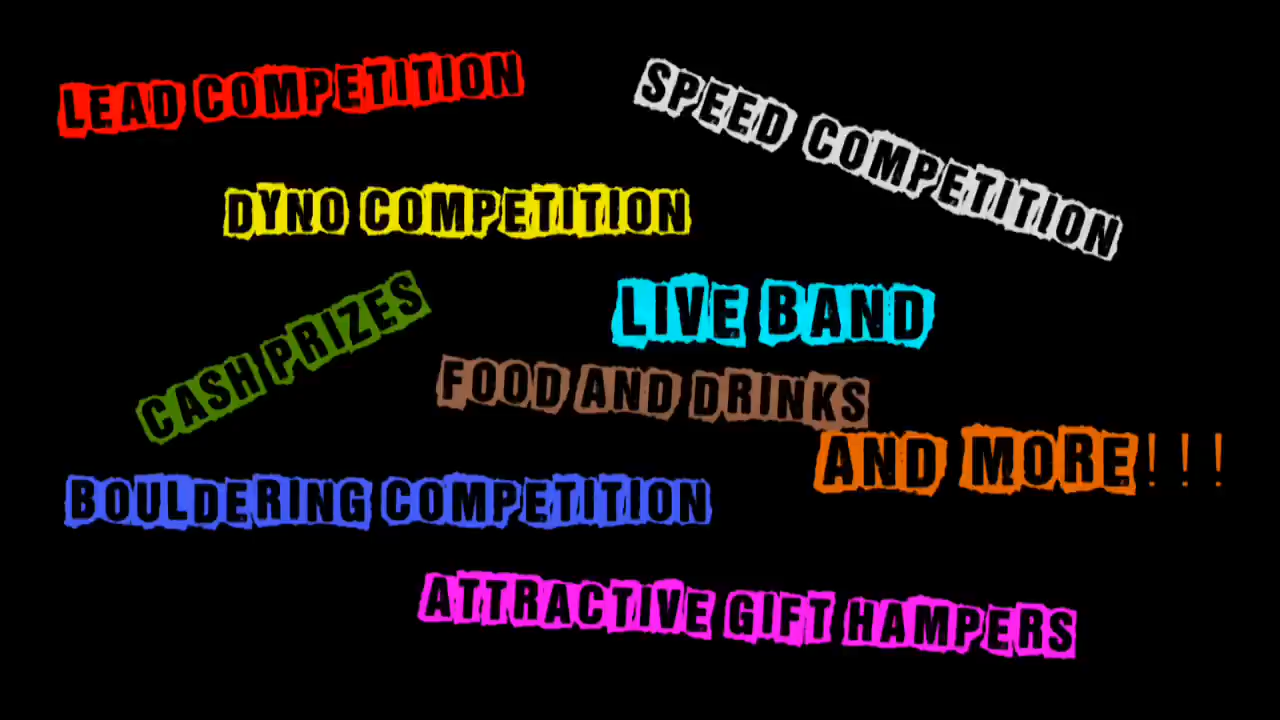 LEAD COMPETITION
SPEED COMPETITION
DYNO COMPETITION
LIVE BAND
CASH PRIZES
FOOD AND DRINKS
AND MORE!!!
BOULDERING COMPETITION
ATTRACTIVE GIFT HAMPERS